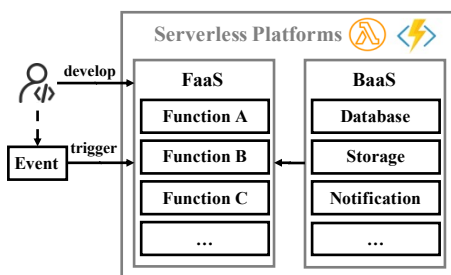 Serverless Platforms
develop
FaaS
BaaS
Function A
Database
Event
trigger
Function B
Storage
Function C
Notification
...
...